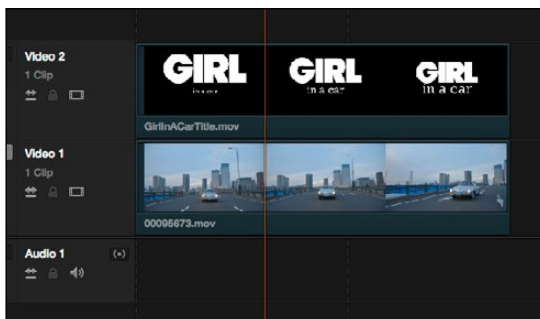 Video 2
1 Clip
GIRL
GIRL
in a car
GIRL
in a car
GirlInACarTitle.mov
Video 1
1 Clip
00095673.mov
Audio 1